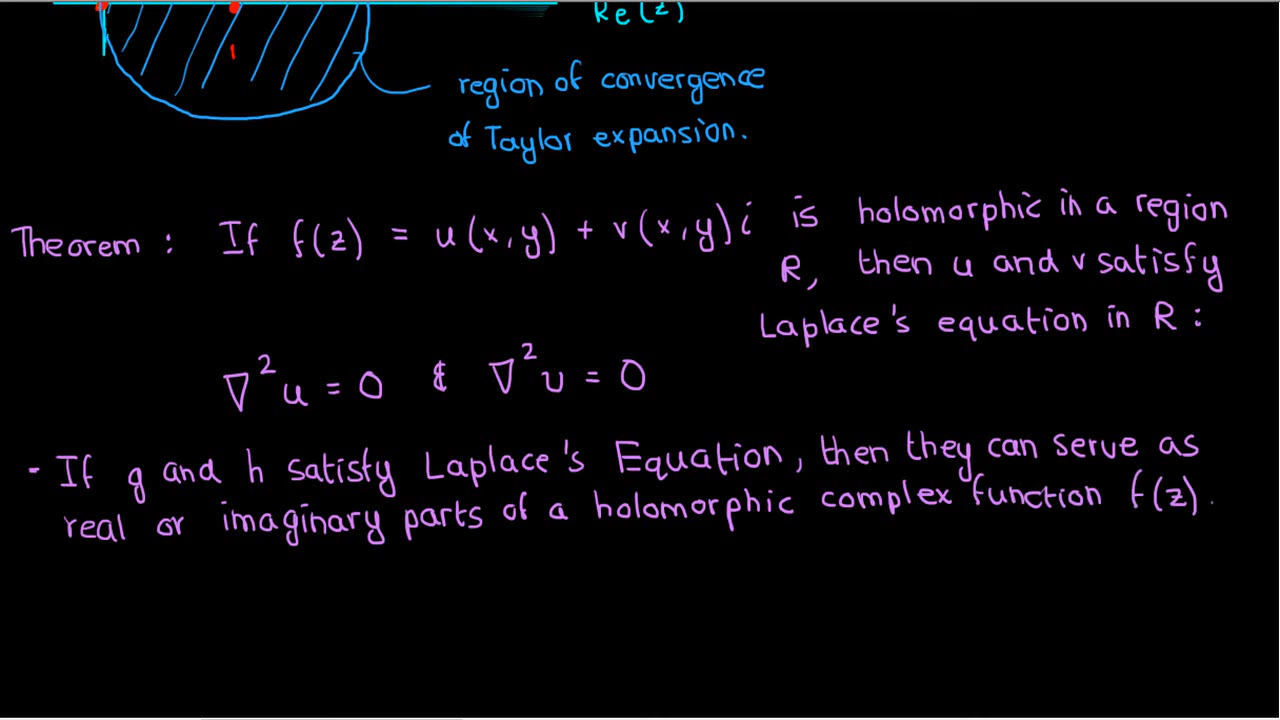 Re(z)
region of convergence
of Taylor expansion.
Theorem : If f(z) = u(x,y) + v(x,y)i is holomorphic in a region
R, then u and v satisfy
Laplace's equation in R :
∇²u = 0 & ∇²v = 0
- If g and h satisfy Laplace's Equation, then they can serve as
real or imaginary parts of a holomorphic complex function f(z).